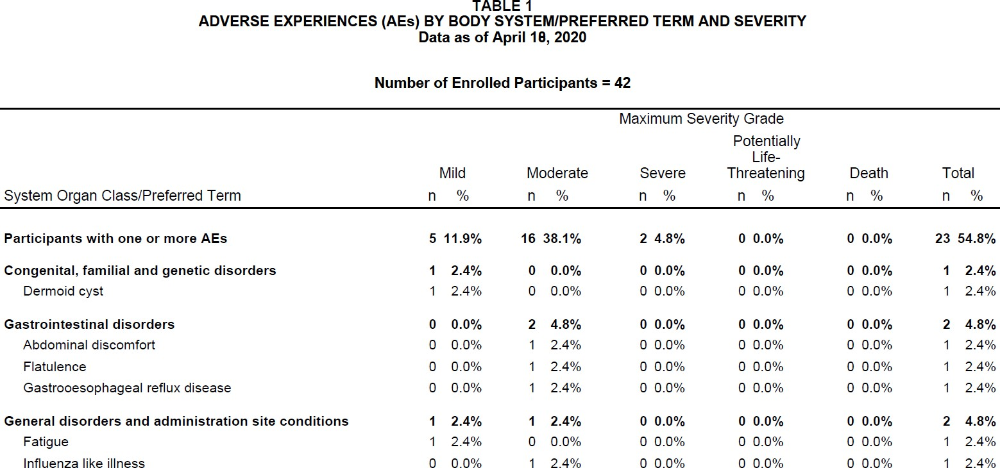 TABLE 1
ADVERSE EXPERIENCES (AEs) BY BODY SYSTEM/PREFERRED TERM AND SEVERITY
Data as of April, 2020
Number of Enrolled Participants = 42
Maximum Severity Grade
Potentially
Life-
Mild Moderate Severe Threatening Death Total
System Organ Class/Preferred Term n % n % n % n % n % n %
Participants with one or more AEs 5 11.9% 16 38.1% 2 4.8% 0 0.0% 0 0.0% 23 54.8%
Congenital, familial and genetic disorders 1 2.4% 0 0.0% 0 0.0% 0 0.0% 0 0.0% 1 2.4%
Dermoid cyst 1 2.4% 0 0.0% 0 0.0% 0 0.0% 0 0.0% 1 2.4%
Gastrointestinal disorders 0 0.0% 2 4.8% 0 0.0% 0 0.0% 0 0.0% 2 4.8%
Abdominal discomfort 0 0.0% 1 2.4% 0 0.0% 0 0.0% 0 0.0% 1 2.4%
Flatulence 0 0.0% 1 2.4% 0 0.0% 0 0.0% 0 0.0% 1 2.4%
Gastrooesophageal reflux disease 0 0.0% 1 2.4% 0 0.0% 0 0.0% 0 0.0% 1 2.4%
General disorders and administration site conditions 1 2.4% 1 2.4% 0 0.0% 0 0.0% 0 0.0% 2 4.8%
Fatigue 1 2.4% 0 0.0% 0 0.0% 0 0.0% 0 0.0% 1 2.4%
Influenza like illness 0 0.0% 1 2.4% 0 0.0% 0 0.0% 0 0.0% 1 2.4%